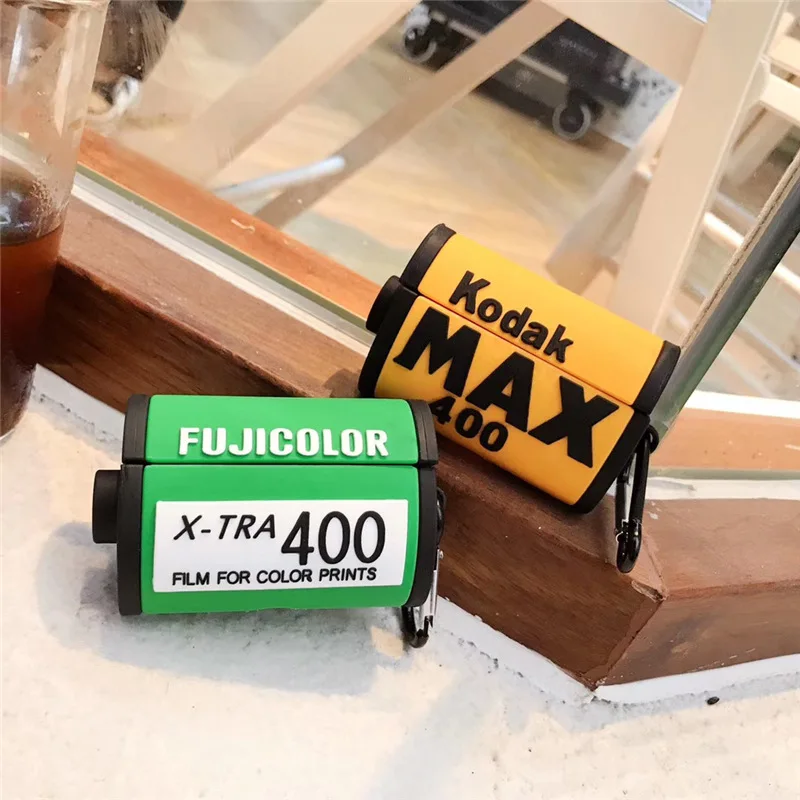 FUJICOLOR
X-TRA 400
FILM FOR COLOR PRINTS
Kodak
MAX
400